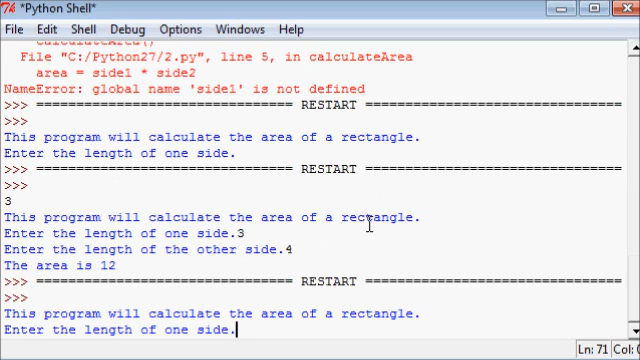 *Python Shell*
File Shell Debug Options Windows Help
calculateArea()
File "C:/Python27/2.py", line 5, in calculateArea
area = side1 * side2
NameError: global name 'side1' is not defined
>>> ================================ RESTART ================================
>>>
This program will calculate the area of a rectangle.
Enter the length of one side.
>>> ================================ RESTART ================================
>>>
3
This program will calculate the area of a rectangle.
Enter the length of one side.3
Enter the length of the other side.4
The area is 12
>>> ================================ RESTART ================================
>>>
This program will calculate the area of a rectangle.
Enter the length of one side.
Ln: 71 Col: